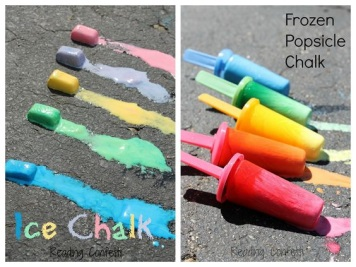 Ice Chalk
Reading Confetti
Frozen
Popsicle
Chalk
Reading Confetti